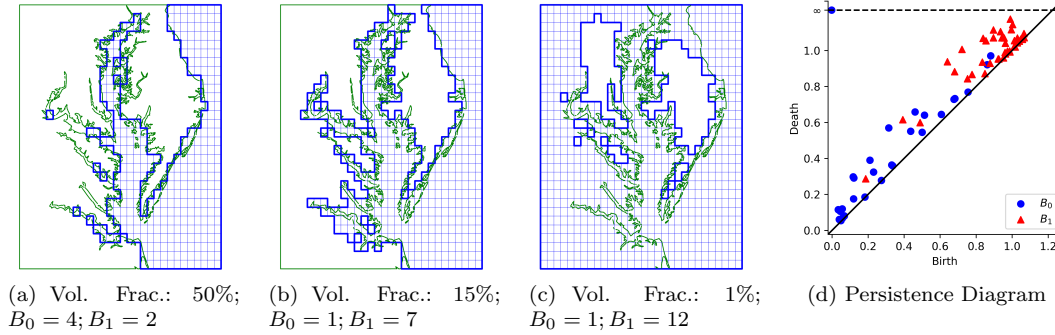 ∞
1.0
0.8
0.6
0.4
0.2
0.0
Death
B₀
B₁
0.0 0.2 0.4 0.6 0.8 1.0 1.2
Birth
(a) Vol. Frac.: 50%;
B₀ = 4; B₁ = 2
(b) Vol. Frac.: 15%;
B₀ = 1; B₁ = 7
(c) Vol. Frac.: 1%;
B₀ = 1; B₁ = 12
(d) Persistence Diagram